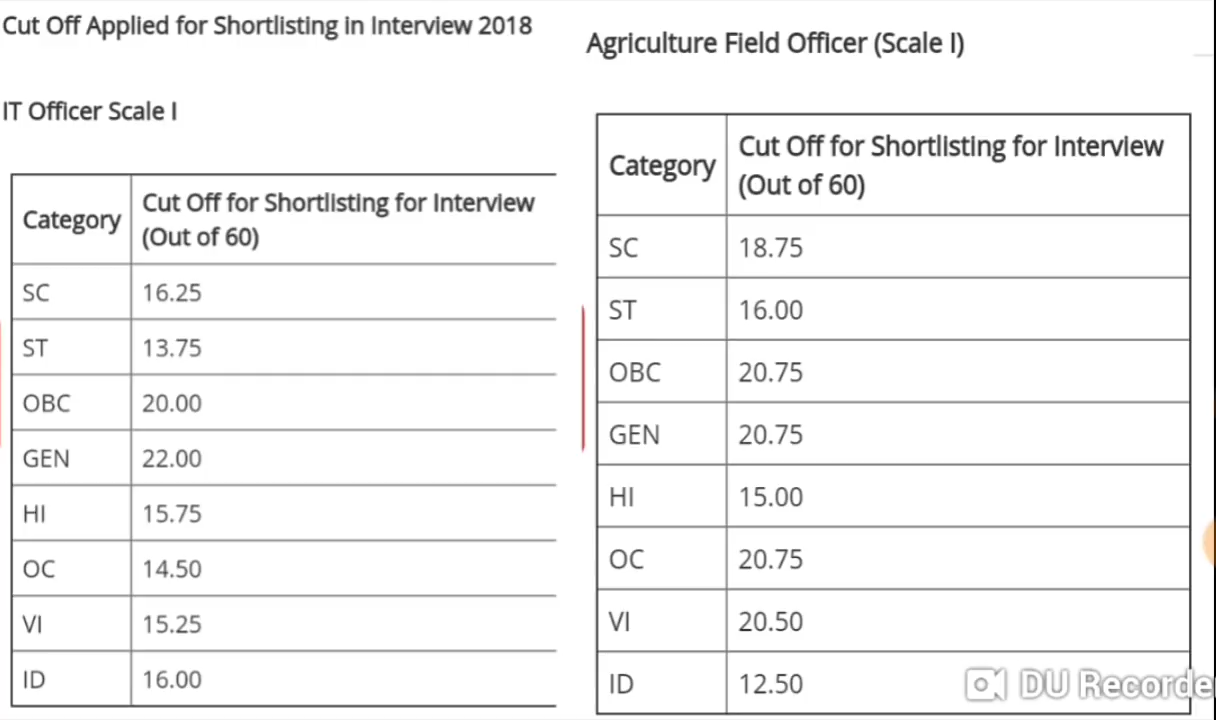 Cut Off Applied for Shortlisting in Interview 2018
IT Officer Scale I
Category Cut Off for Shortlisting for Interview
(Out of 60)
SC 16.25
ST 13.75
OBC 20.00
GEN 22.00
HI 15.75
OC 14.50
VI 15.25
ID 16.00
Agriculture Field Officer (Scale I)
Category Cut Off for Shortlisting for Interview
(Out of 60)
SC 18.75
ST 16.00
OBC 20.75
GEN 20.75
HI 15.00
OC 20.75
VI 20.50
ID 12.50
DU Recorde